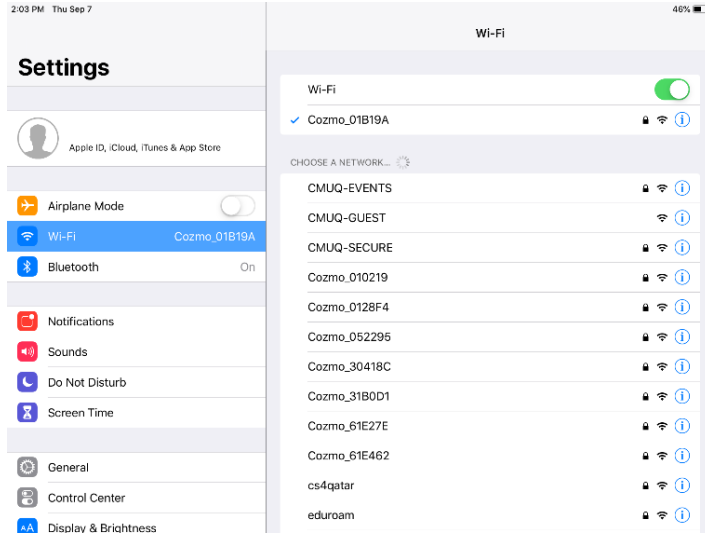 2:03 PM Thu Sep 7
46%
Settings
Apple ID, iCloud, iTunes & App Store
Airplane Mode
Wi-Fi Cozmo_01B19A
Bluetooth On
Notifications
Sounds
Do Not Disturb
Screen Time
General
Control Center
AA Display & Brightness
Wi-Fi
Wi-Fi
Cozmo_01B19A
CHOOSE A NETWORK...
CMUQ-EVENTS
CMUQ-GUEST
CMUQ-SECURE
Cozmo_010219
Cozmo_0128F4
Cozmo_052295
Cozmo_30418C
Cozmo_31B0D1
Cozmo_61E27E
Cozmo_61E462
cs4qatar
eduroam